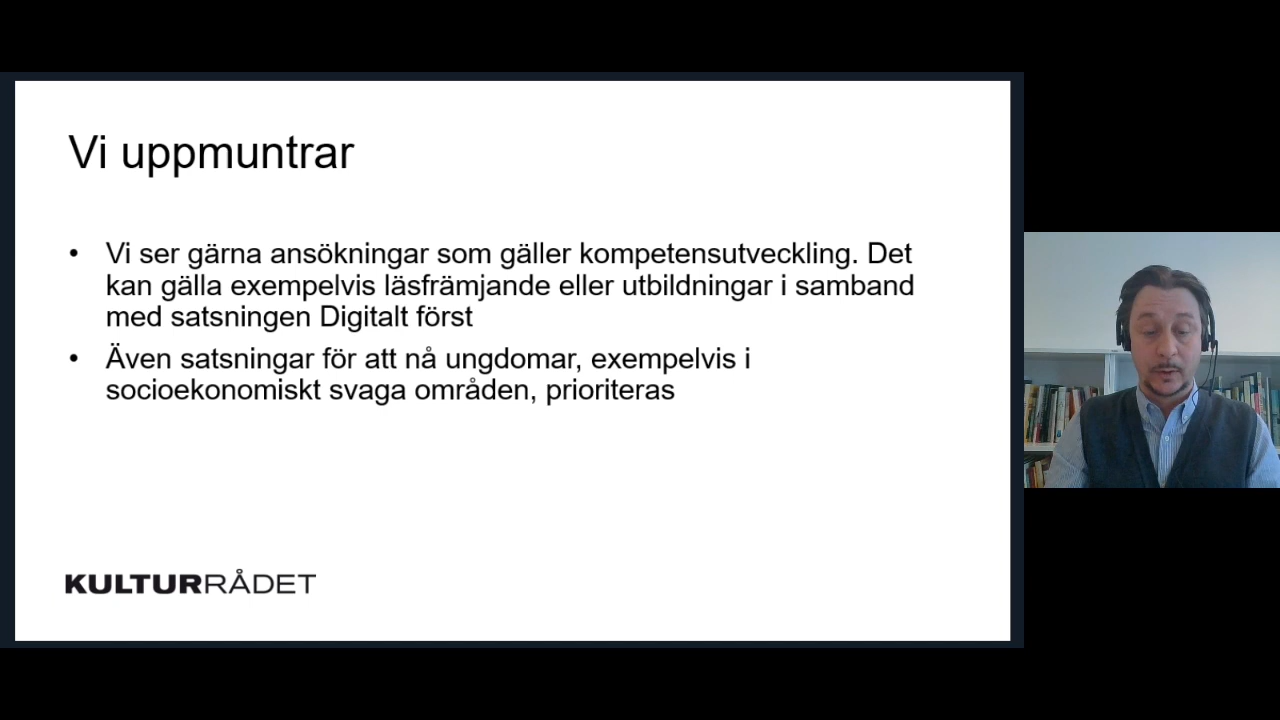 Vi uppmuntrar
• Vi ser gärna ansökningar som gäller kompetensutveckling. Det
kan gälla exempelvis läsfrämjande eller utbildningar i samband
med satsningen Digitalt först
• Även satsningar för att nå ungdomar, exempelvis i
socioekonomiskt svaga områden, prioriteras
KULTURRÅDET